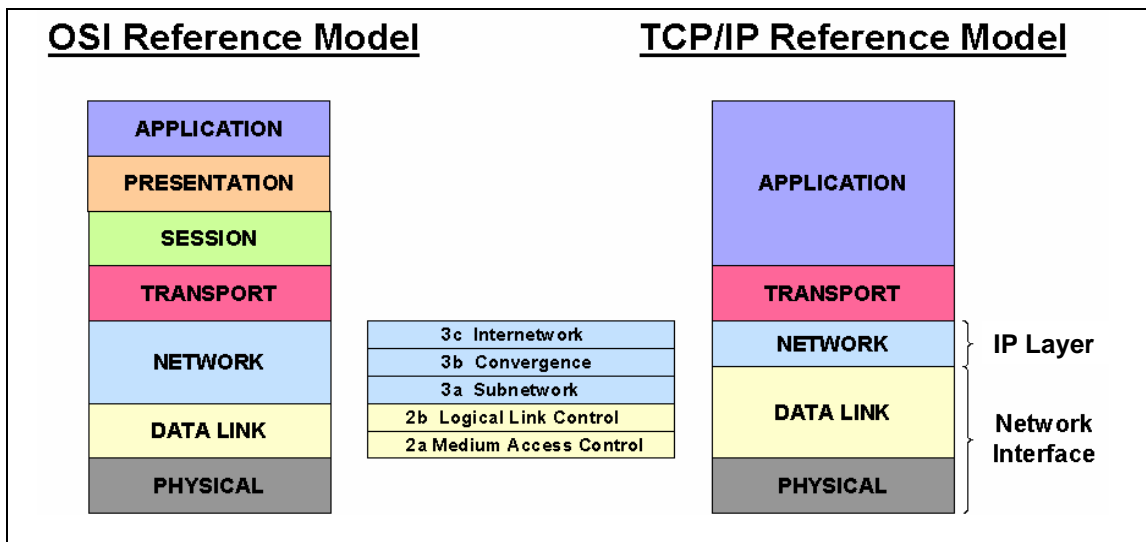 OSI Reference Model
TCP/IP Reference Model
APPLICATION
PRESENTATION
SESSION
TRANSPORT
NETWORK
DATA LINK
PHYSICAL
3c Internetwork
3b Convergence
3a Subnetwork
2b Logical Link Control
2a Medium Access Control
APPLICATION
TRANSPORT
NETWORK
DATA LINK
PHYSICAL
IP Layer
Network
Interface